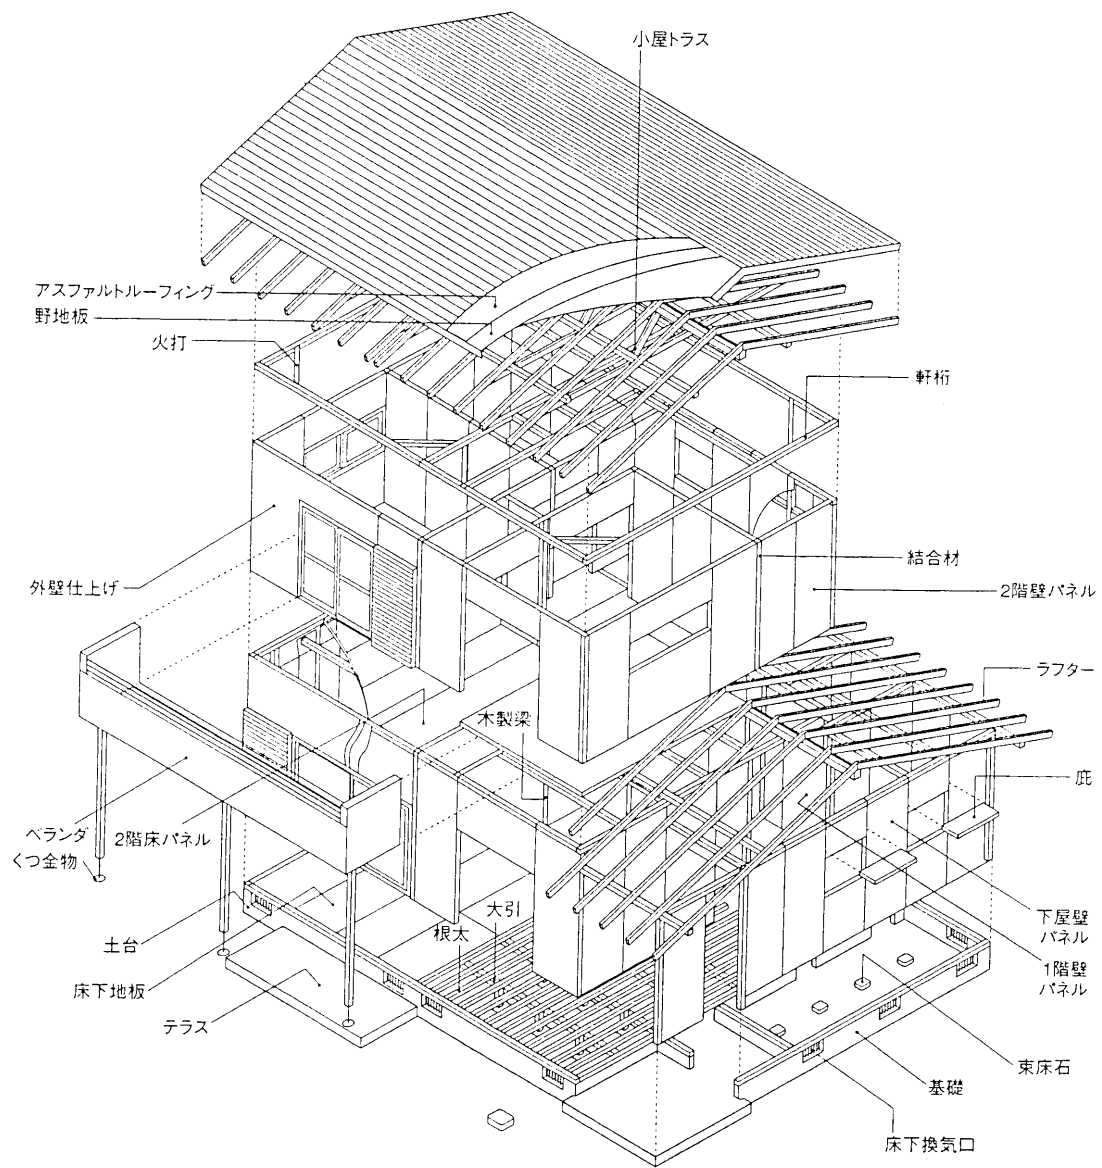 小屋トラス
アスファルトルーフィング
野地板
火打
軒桁
結合材
外壁仕上げ
2階壁パネル
ラフター
木製梁
庇
ベランダ
2階床パネル
くつ金物
大引
下屋壁
パネル
根太
土台
1階壁
パネル
床下地板
テラス
束床石
基礎
床下換気口